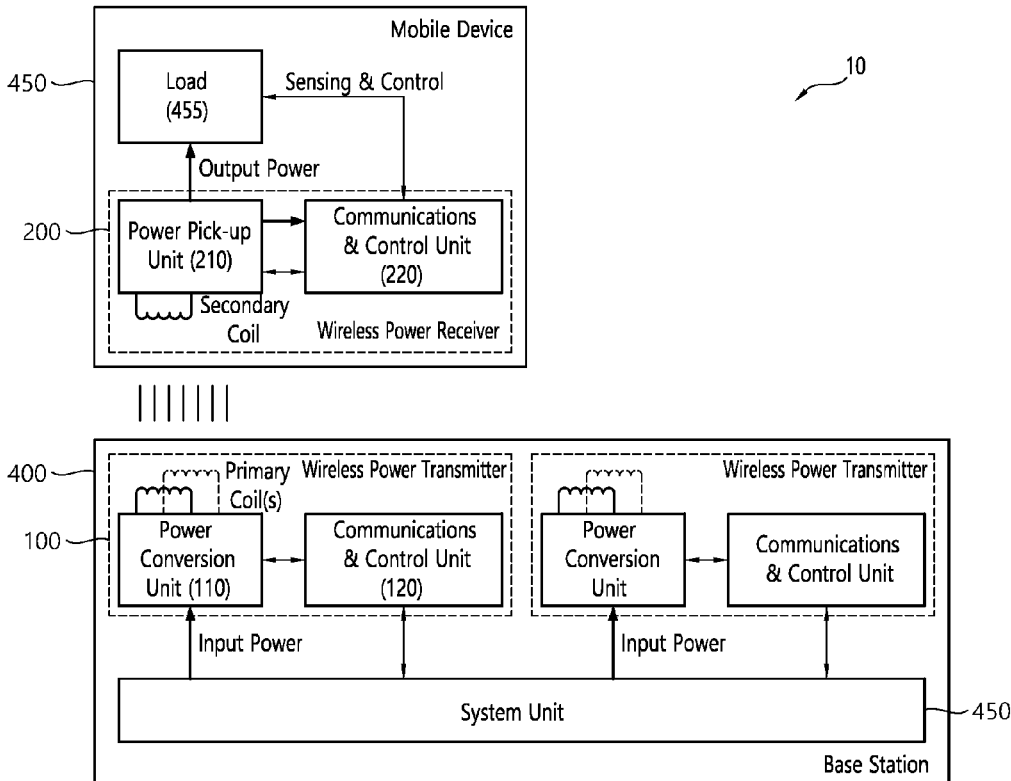 Mobile Device
450
Load
(455)
Sensing & Control
10
Output Power
200
Power Pick-up
Unit (210)
Communications
& Control Unit
(220)
Secondary
Coil
Wireless Power Receiver
400
Primary
Coil(s)
Wireless Power Transmitter
100
Power
Conversion
Unit (110)
Communications
& Control Unit
(120)
Wireless Power Transmitter
Power
Conversion
Unit
Communications
& Control Unit
Input Power
Input Power
System Unit
450
Base Station